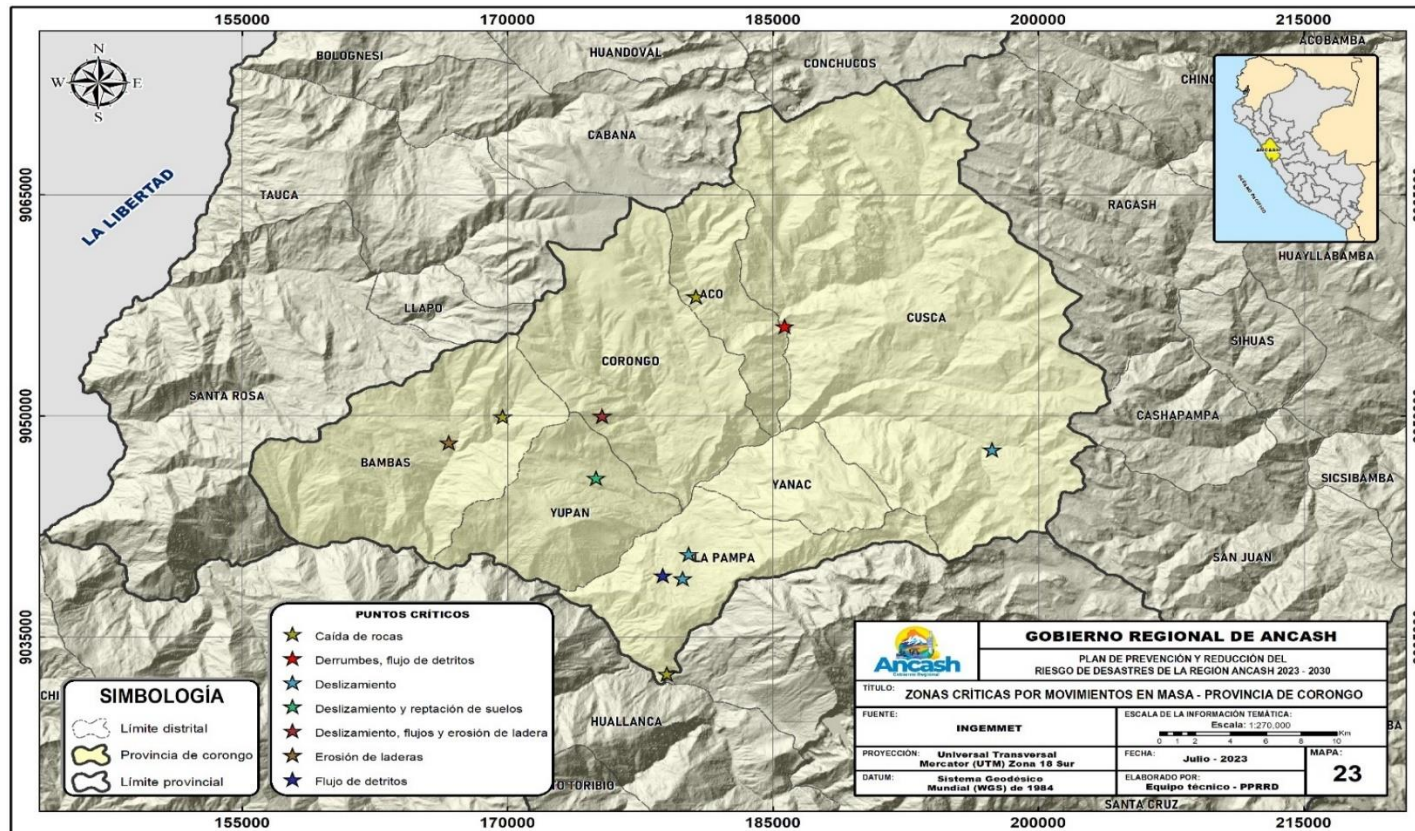 155000 170000 185000 200000 215000
BOLOGNESI
HUANDOVAL
CONCHUCOS
ACOBAMBA
N
W E
S
CABANA
9065000
TAUCA
LA LIBERTAD
RAGASH
ANCASH
OCÉANO PACÍFICO
HUAYLLABAMBA
LLAPO
ACO
CUSCA
CORONGO
SIHUAS
SANTA ROSA
9050000
CASHAPAMPA
BAMBAS
YANAC
SICSIBAMBA
YUPAN
LA PAMPA
SAN JUAN
9035000
HUALLANCA
SANTA CRUZ
SIMBOLOGÍA
Límite distrital
Provincia de corongo
Límite provincial
PUNTOS CRÍTICOS
Caída de rocas
Derrumbes, flujo de detritos
Deslizamiento
Deslizamiento y reptación de suelos
Deslizamiento, flujos y erosión de ladera
Erosión de laderas
Flujo de detritos
Ancash
Gobierno Regional
GOBIERNO REGIONAL DE ANCASH
PLAN DE PREVENCIÓN Y REDUCCIÓN DEL
RIESGO DE DESASTRES DE LA REGIÓN ANCASH 2023 - 2030
TÍTULO: ZONAS CRÍTICAS POR MOVIMIENTOS EN MASA - PROVINCIA DE CORONGO
FUENTE:
INGEMMET
ESCALA DE LA INFORMACIÓN TEMÁTICA:
Escala: 1:270,000
0 1 2 4 6 8 10 Km
PROYECCIÓN: Universal Transversal
Mercator (UTM) Zona 18 Sur
FECHA: Julio - 2023
MAPA:
23
DATUM: Sistema Geodésico
Mundial (WGS) de 1984
ELABORADO POR:
Equipo técnico - PPRRD
155000 170000 185000 200000 215000